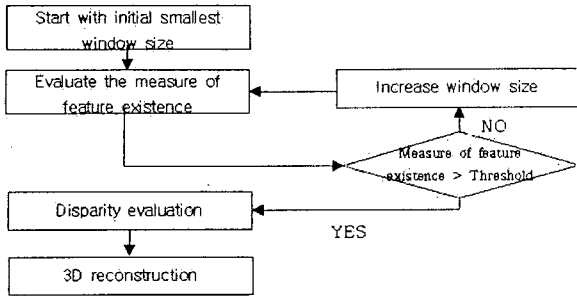 Start with initial smallest
window size
Evaluate the measure of
feature existence
Increase window size
NO
Measure of feature
existence > Threshold
Disparity evaluation
YES
3D reconstruction